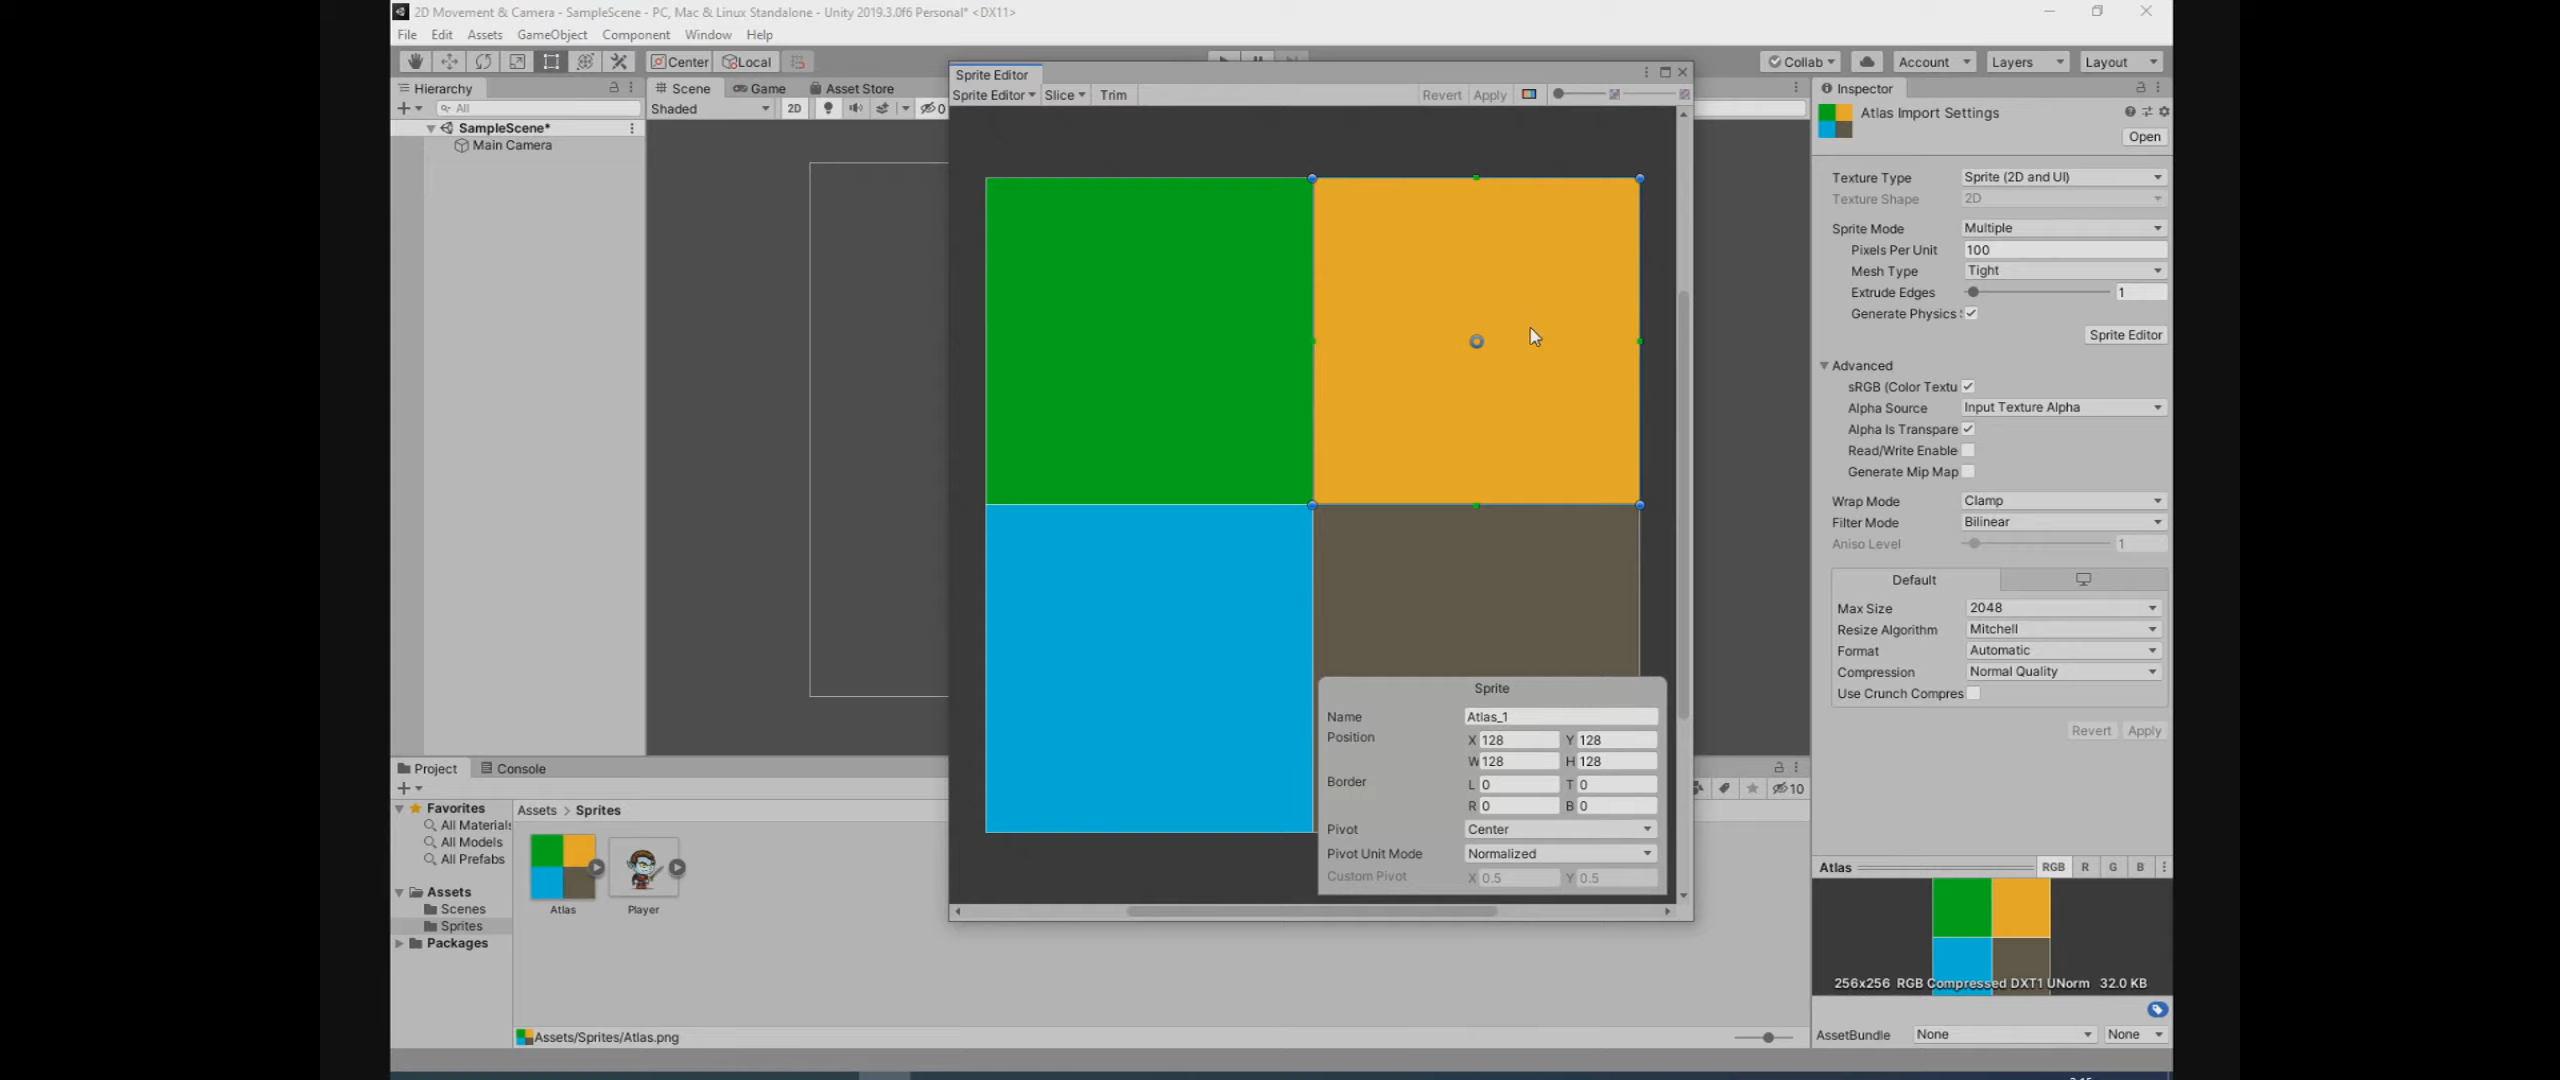 2D Movement & Camera - SampleScene - PC, Mac & Linux Standalone - Unity 2019.3.0f6 Personal* <DX11>
File Edit Assets GameObject Component Window Help
Center Local
Collab Account Layers Layout
Hierarchy
All
SampleScene*
Main Camera
Scene Game Asset Store
Shaded 2D 0
Sprite Editor
Sprite Editor Slice Trim Revert Apply
Sprite
Name Atlas_1
Position X 128 Y 128
W 128 H 128
Border L 0 T 0
R 0 B 0
Pivot Center
Pivot Unit Mode Normalized
Custom Pivot X 0.5 Y 0.5
Inspector
Atlas Import Settings
Open
Texture Type Sprite (2D and UI)
Texture Shape 2D
Sprite Mode Multiple
Pixels Per Unit 100
Mesh Type Tight
Extrude Edges 1
Generate Physics
Sprite Editor
Advanced
sRGB (Color Textu
Alpha Source Input Texture Alpha
Alpha Is Transpare
Read/Write Enable
Generate Mip Map
Wrap Mode Clamp
Filter Mode Bilinear
Aniso Level 1
Default
Max Size 2048
Resize Algorithm Mitchell
Format Automatic
Compression Normal Quality
Use Crunch Compres
Revert Apply
Atlas RGB R G B
256x256 RGB Compressed DXT1 UNorm 32.0 KB
AssetBundle None None
Project Console
10
Favorites
All Materials
All Models
All Prefabs
Assets
Scenes
Sprites
Packages
Assets > Sprites
Atlas Player
Assets/Sprites/Atlas.png